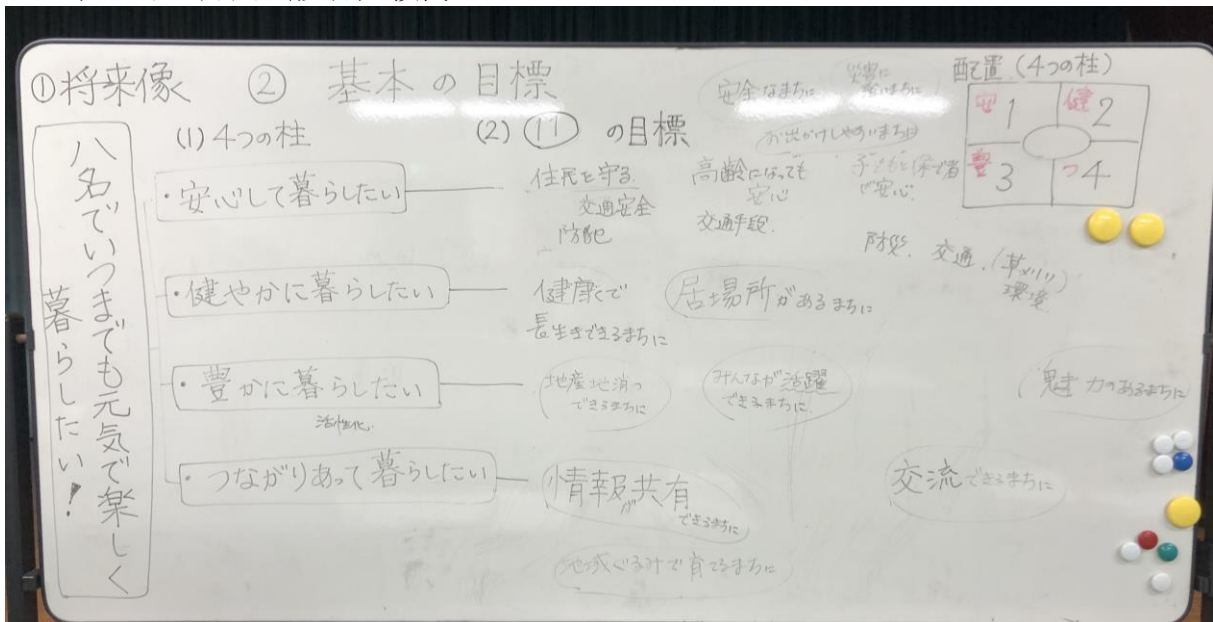 ①将来像
②基本の目標
八名でいつまでも元気で楽しく
暮らしたい!
(1)4つの柱
(2)⑪の目標
安全なまちに
災害に
強いまちに
お出かけしやすいまち
配置(4つの柱)
安1
健2
豊3
つ4
・安心して暮らしたい
住民を守る
交通安全
防犯
高齢になっても
安心
交通手段
で安心
防災、交通、(草刈り)
環境
・健やかに暮らしたい
健康で
長生きできるまちに
居場所があるまちに
・豊かに暮らしたい
活性化
地産地消の
できるまちに
みんなが活躍
できるまちに
魅力のあるまちに
・つながりあって暮らしたい
情報共有が
できるまちに
交流できるまちに
地域ぐるみで育てるまちに